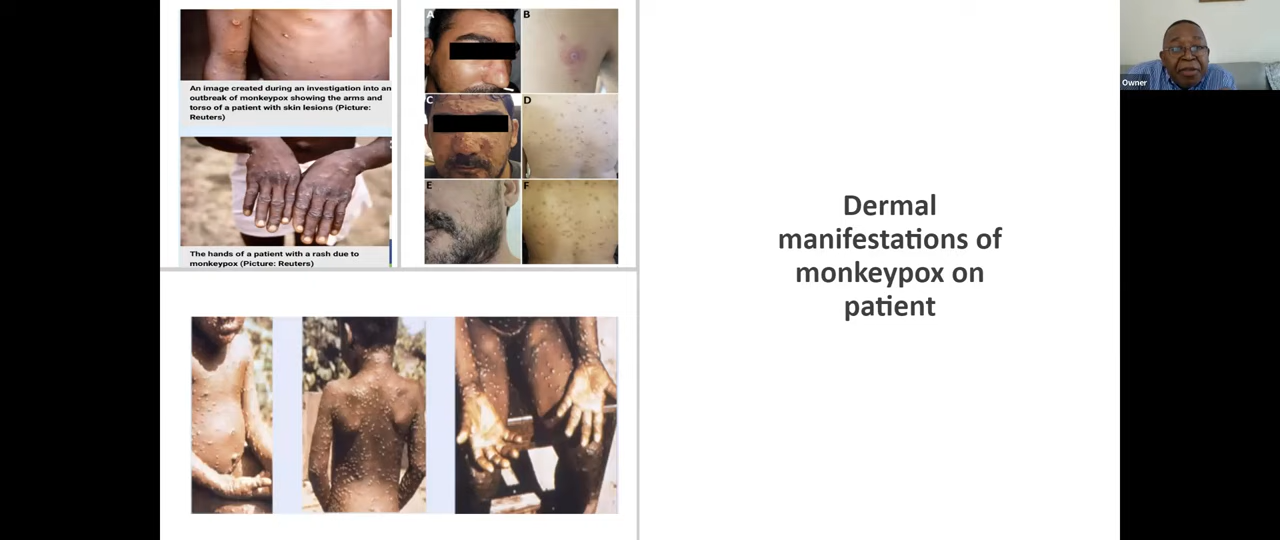 An image created during an investigation into an
outbreak of monkeypox showing the arms and
torso of a patient with skin lesions (Picture:
Reuters)
The hands of a patient with a rash due to
monkeypox (Picture: Reuters)
A
B
C
D
E
F
Dermal
manifestations of
monkeypox on
patient
Owner